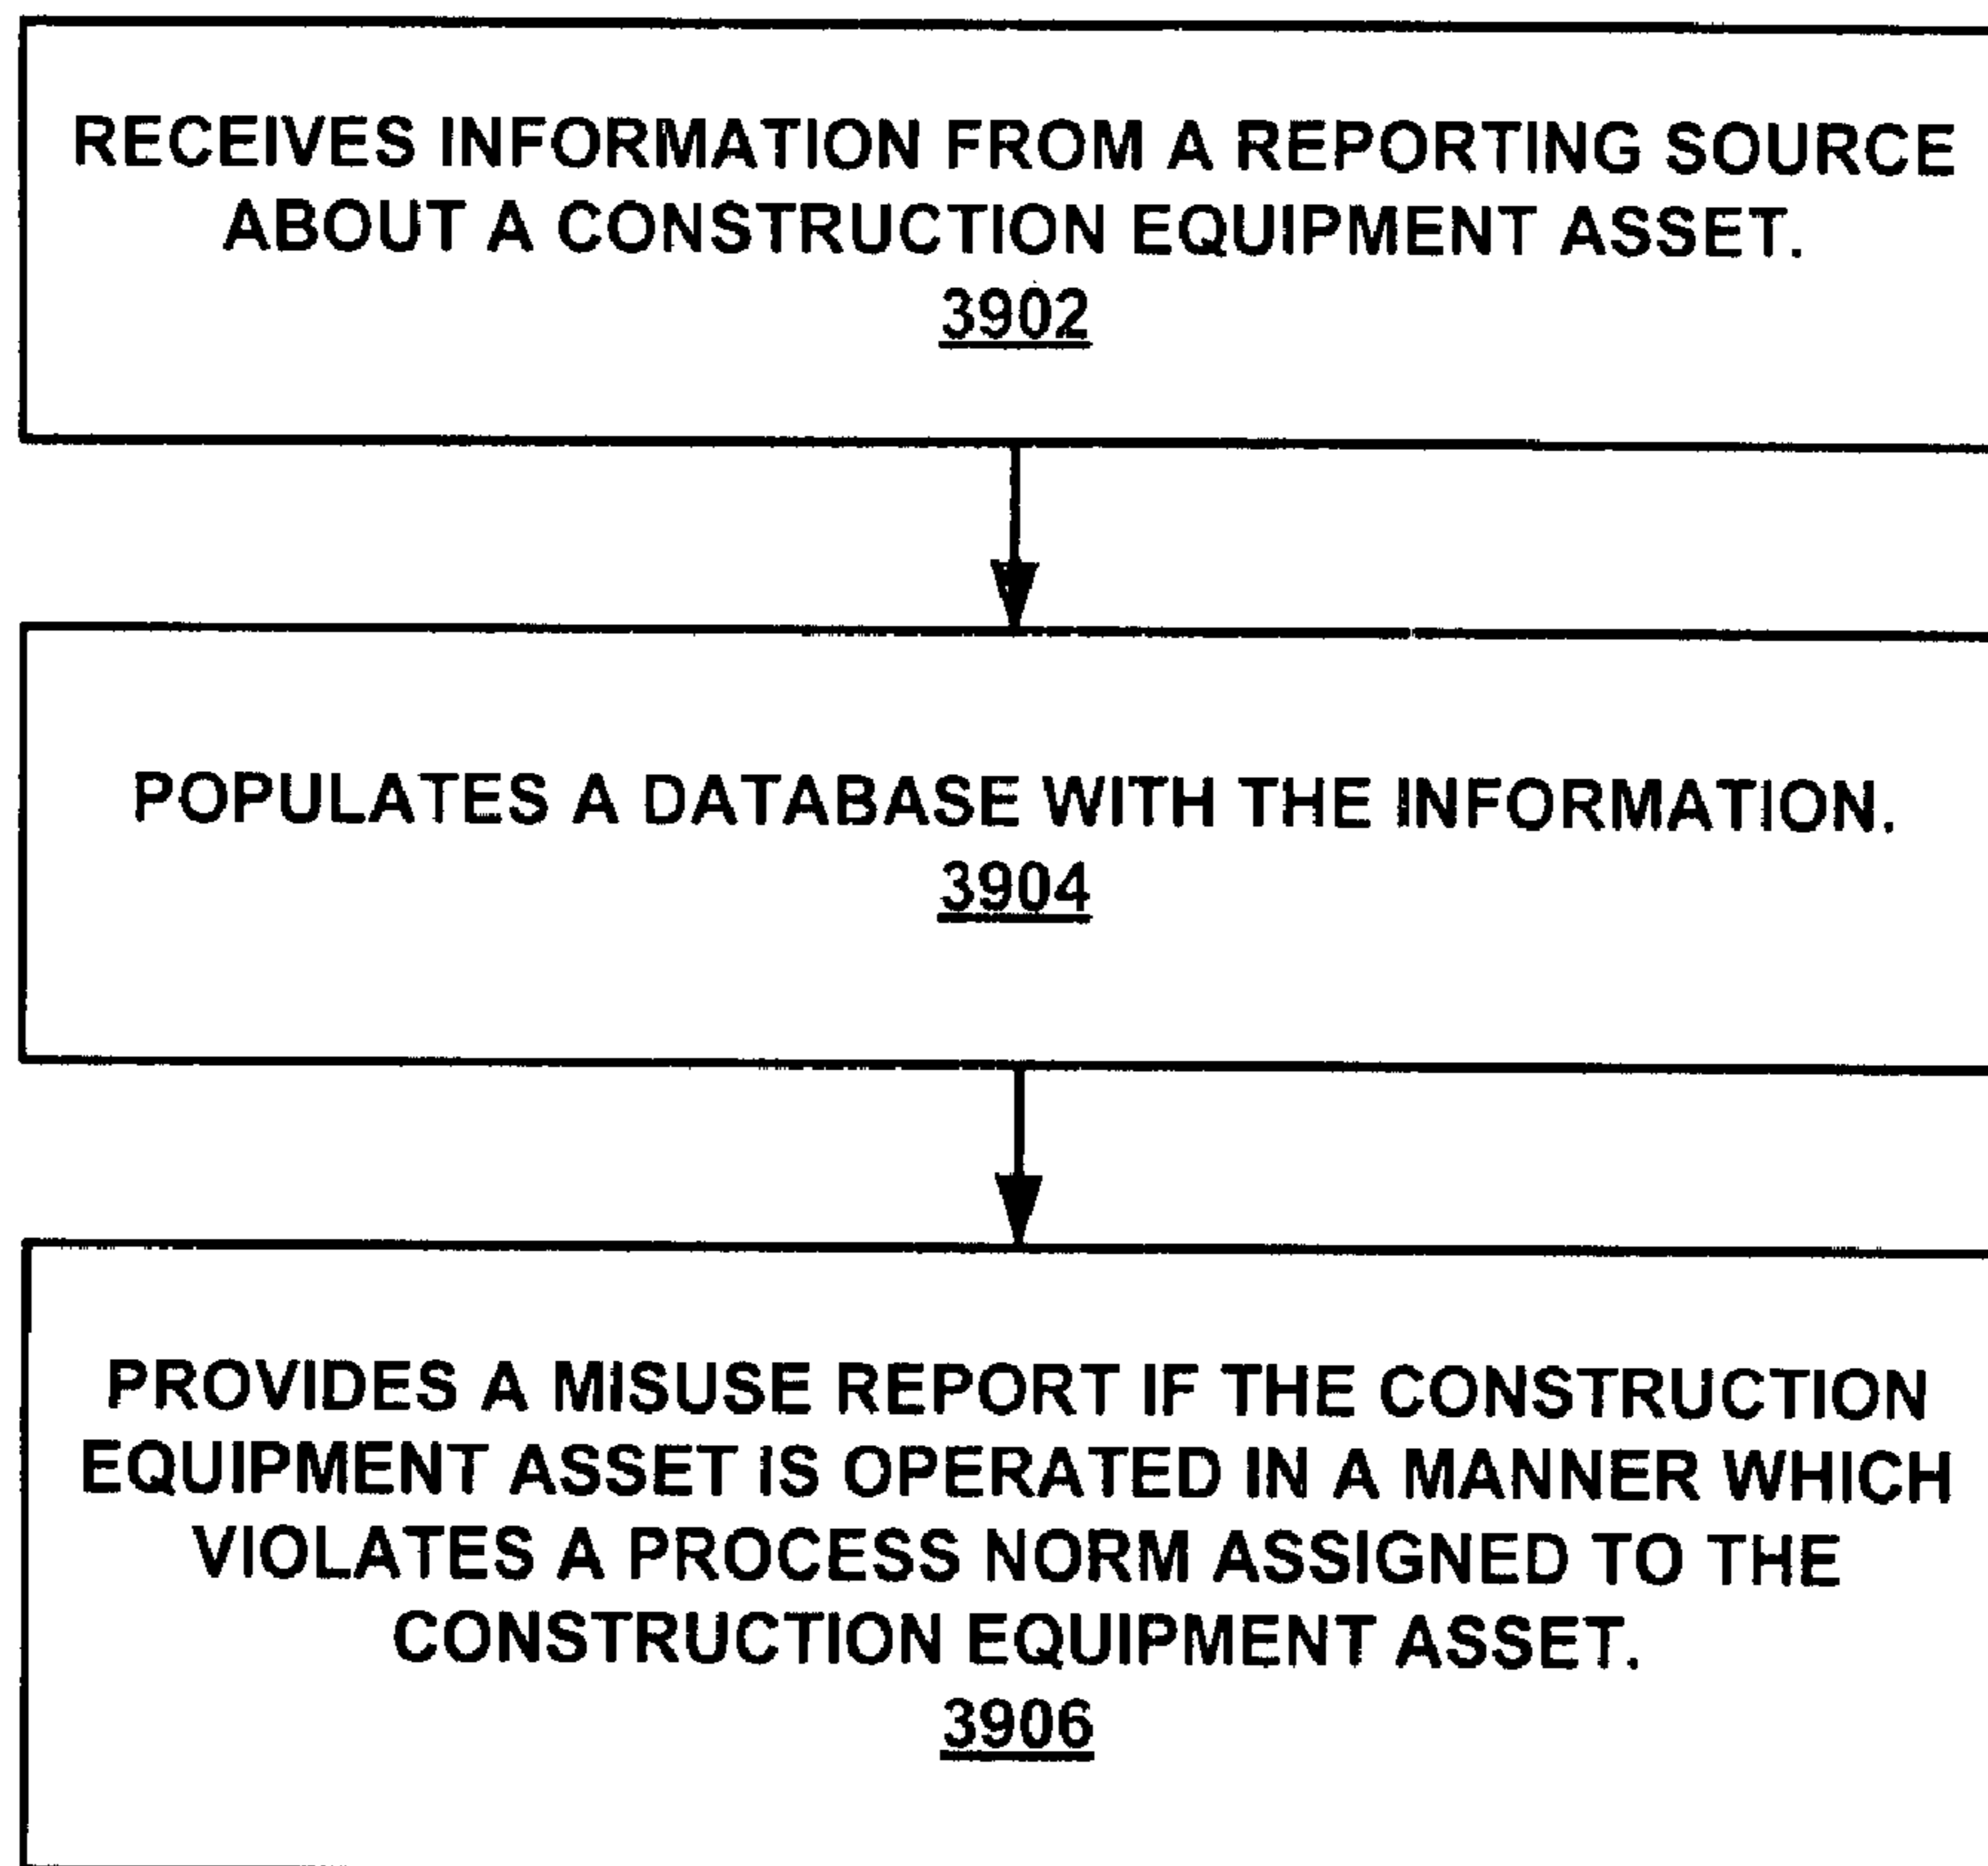 RECEIVES INFORMATION FROM A REPORTING SOURCE
ABOUT A CONSTRUCTION EQUIPMENT ASSET.
3902
POPULATES A DATABASE WITH THE INFORMATION.
3904
PROVIDES A MISUSE REPORT IF THE CONSTRUCTION
EQUIPMENT ASSET IS OPERATED IN A MANNER WHICH
VIOLATES A PROCESS NORM ASSIGNED TO THE
CONSTRUCTION EQUIPMENT ASSET.
3906